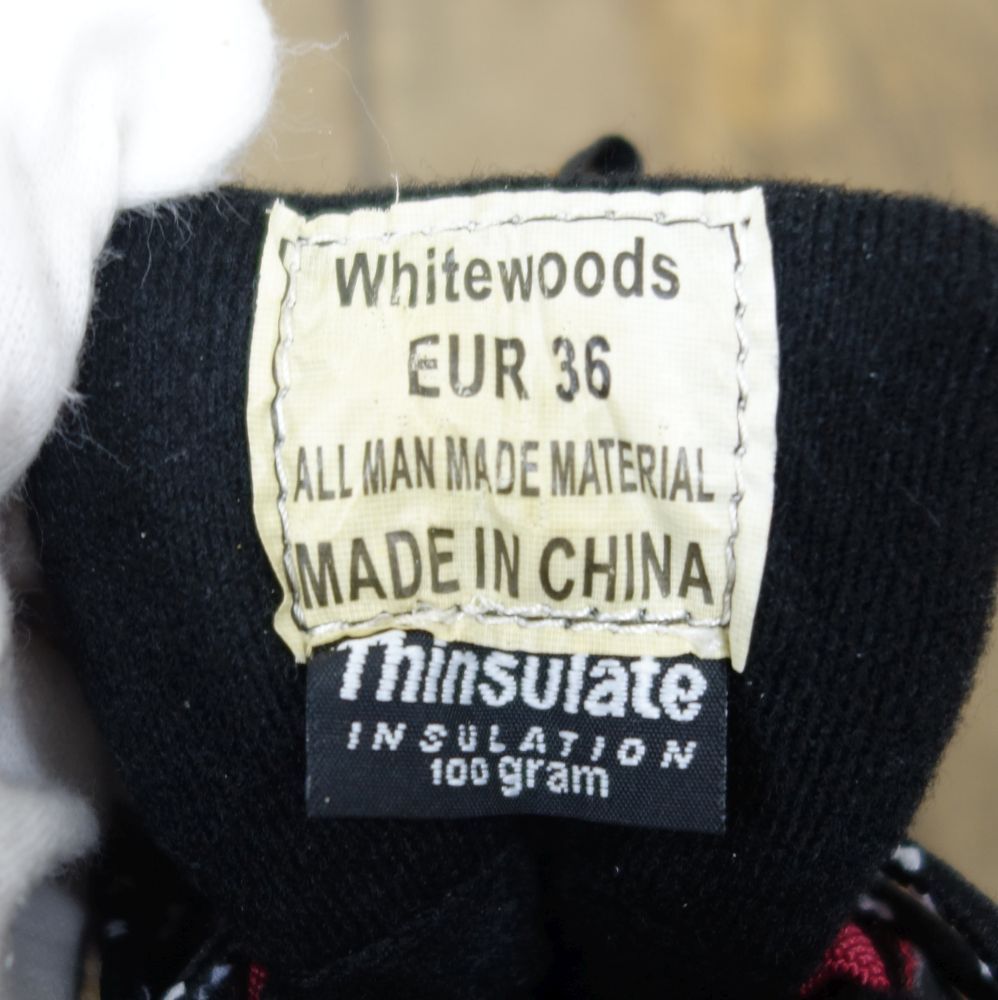 Whitewoods
EUR 36
ALL MAN MADE MATERIAL
MADE IN CHINA
Thinsulate
INSULATION
100 gram